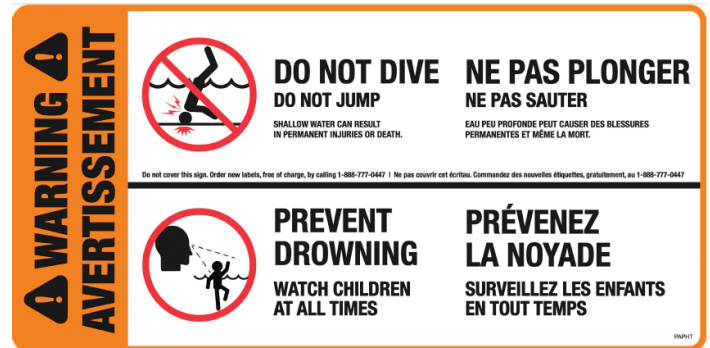 WARNING
AVERTISSEMENT
DO NOT DIVE
DO NOT JUMP
SHALLOW WATER CAN RESULT
IN PERMANENT INJURIES OR DEATH.
NE PAS PLONGER
NE PAS SAUTER
EAU PEU PROFONDE PEUT CAUSER DES BLESSURES
PERMANENTES ET MÊME LA MORT.
Do not cover this sign. Order new labels, free of charge, by calling 1-888-777-0447 | Ne pas couvrir cet écritau. Commandez des nouvelles étiquettes, gratuitement, au 1-888-777-0447
PREVENT
DROWNING
WATCH CHILDREN
AT ALL TIMES
PRÉVENEZ
LA NOYADE
SURVEILLEZ LES ENFANTS
EN TOUT TEMPS
PAPHT